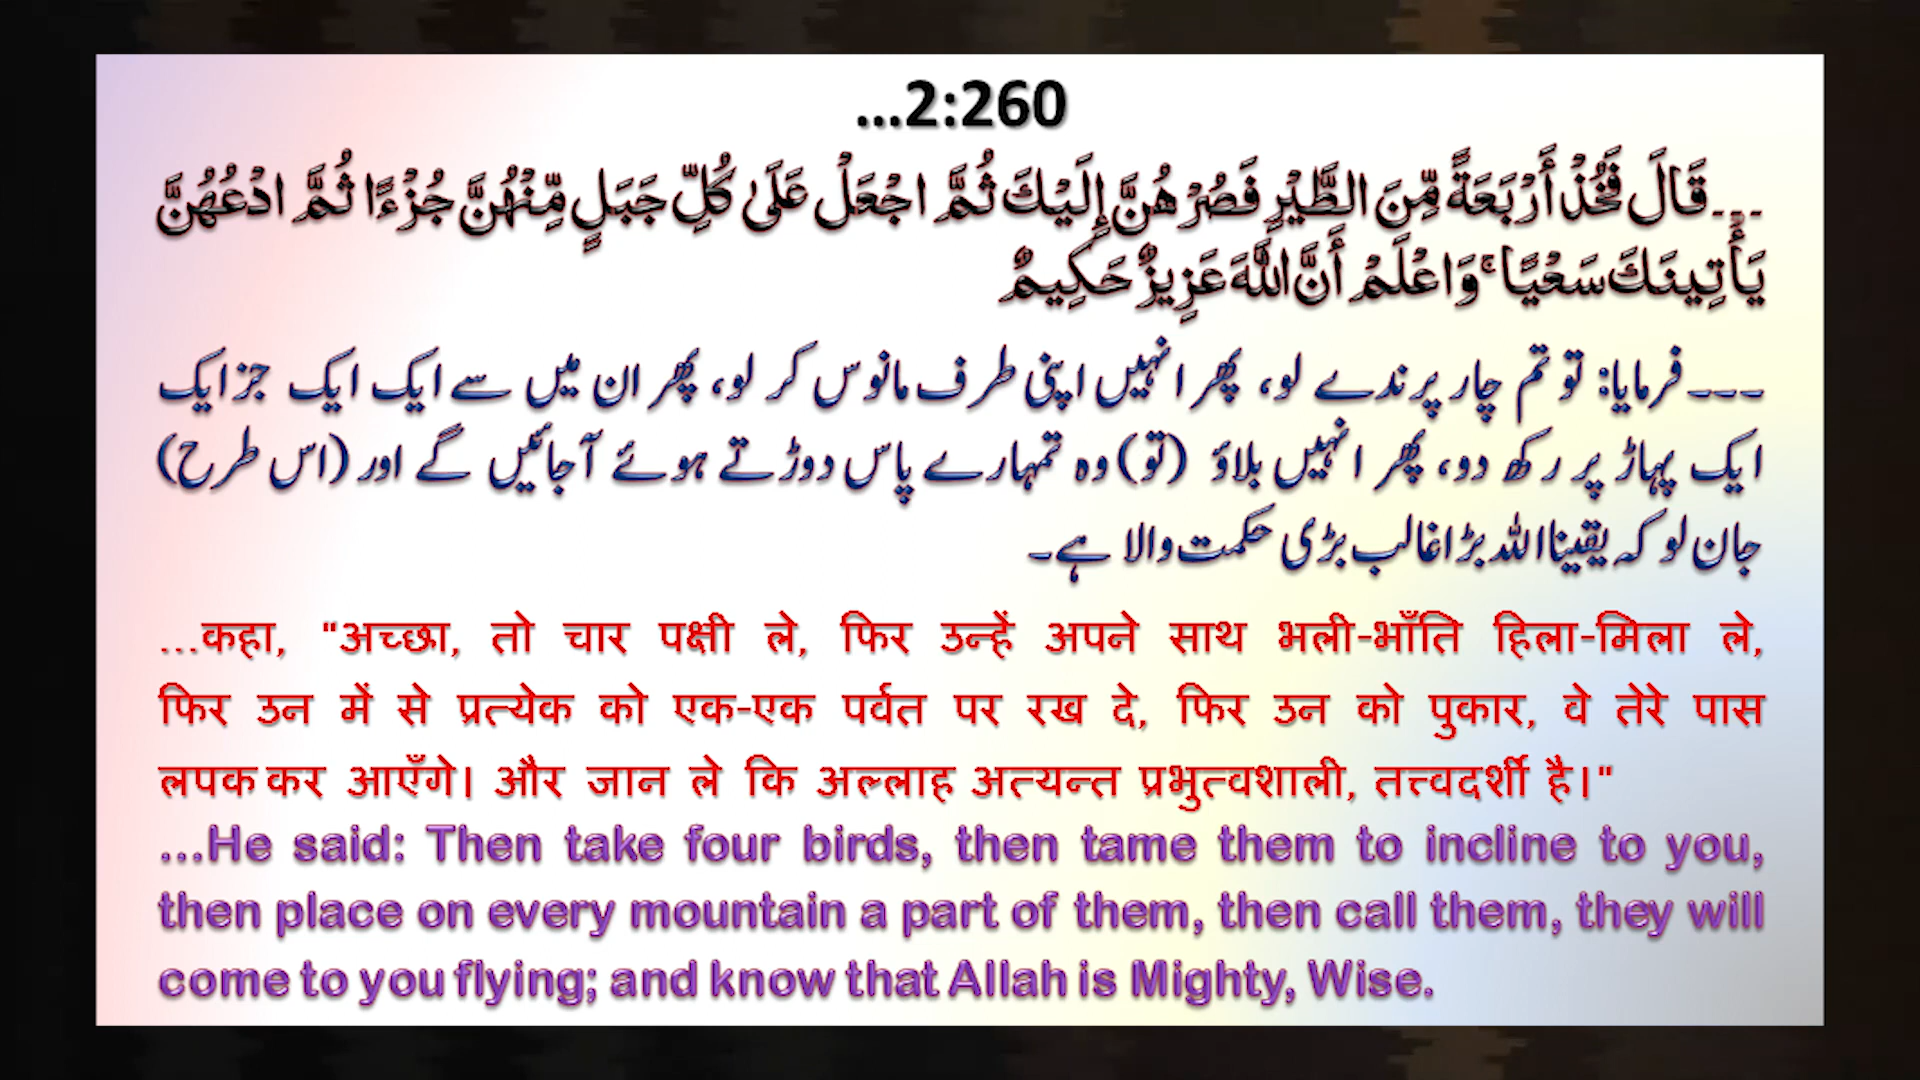 ...2:260
۔۔۔قَالَ فَخُذْ أَرْبَعَةً مِّنَ الطَّيْرِ فَصُرْهُنَّ إِلَيْكَ ثُمَّ اجْعَلْ عَلَىٰ كُلِّ جَبَلٍ مِّنْهُنَّ جُزْءًا ثُمَّ ادْعُهُنَّ
يَأْتِينَكَ سَعْيًا ۚ وَاعْلَمْ أَنَّ اللَّهَ عَزِيزٌ حَكِيمٌ
۔۔۔فرمایا: تو تم چار پرندے لو، پھر انہیں اپنی طرف مانوس کر لو، پھر ان میں سے ایک ایک جز ایک
ایک پہاڑ پر رکھ دو، پھر انہیں بلاؤ (تو) وہ تمہارے پاس دوڑتے ہوئے آجائیں گے اور (اس طرح)
جان لو کہ یقینا اللہ بڑا غالب بڑی حکمت والا ہے۔
...कहा, "अच्छा, तो चार पक्षी ले, फिर उन्हें अपने साथ भली-भाँति हिला-मिला ले,
फिर उन में से प्रत्येक को एक-एक पर्वत पर रख दे, फिर उन को पुकार, वे तेरे पास
लपक कर आएँगे। और जान ले कि अल्लाह अत्यन्त प्रभुत्वशाली, तत्त्वदर्शी है।"
...He said: Then take four birds, then tame them to incline to you,
then place on every mountain a part of them, then call them, they will
come to you flying; and know that Allah is Mighty, Wise.